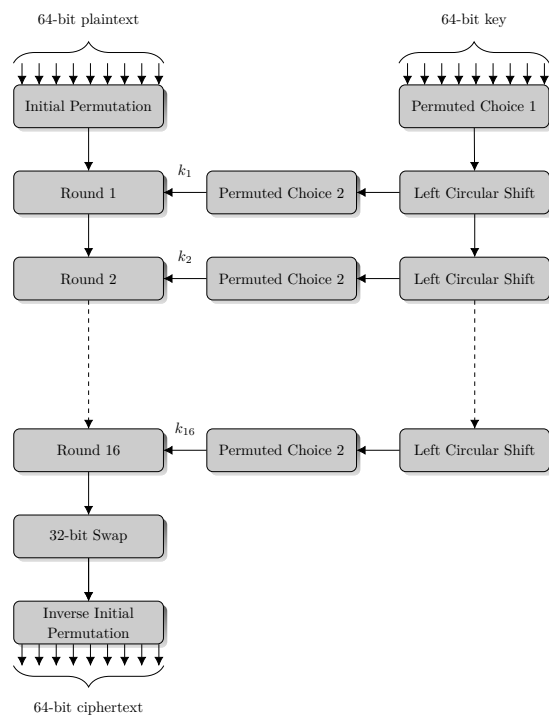 64-bit plaintext
64-bit key
Initial Permutation
Permuted Choice 1
k1
Round 1
Permuted Choice 2
Left Circular Shift
k2
Round 2
Permuted Choice 2
Left Circular Shift
k16
Round 16
Permuted Choice 2
Left Circular Shift
32-bit Swap
Inverse Initial
Permutation
64-bit ciphertext